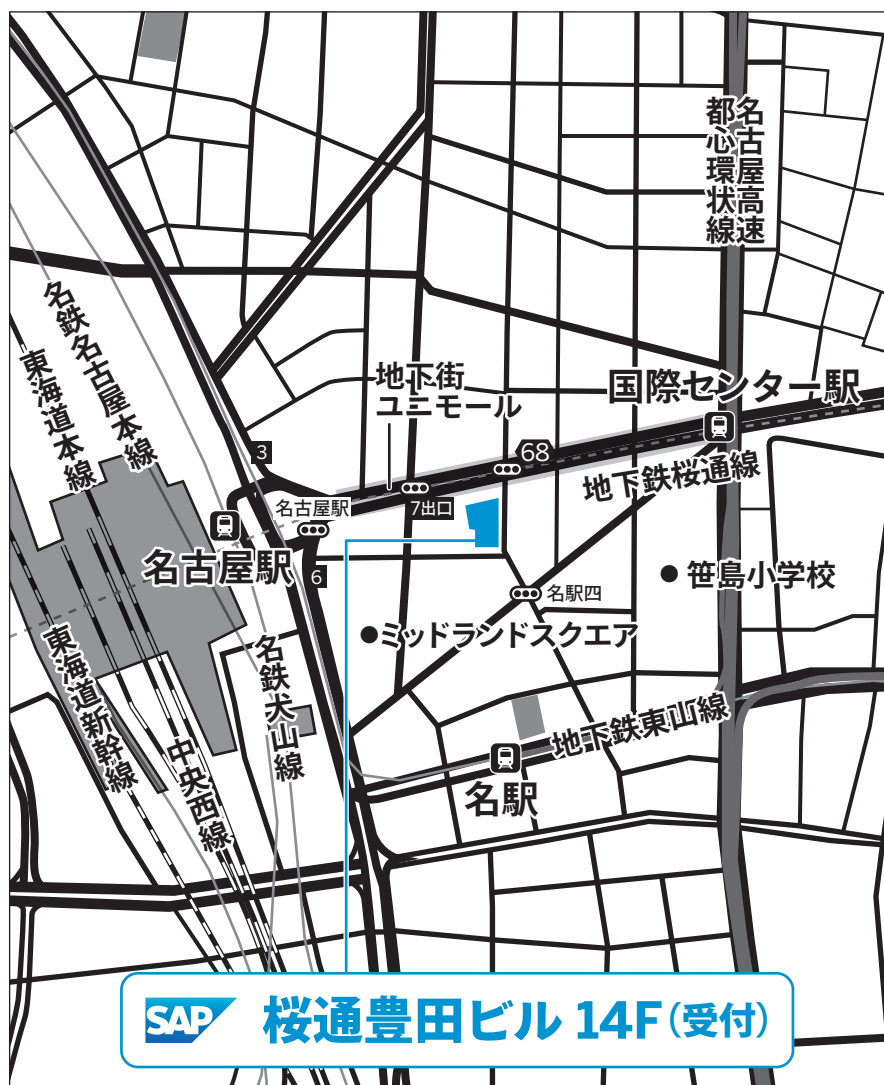 名古屋高速
都心環状線
名鉄名古屋本線
東海道本線
地下街
ユニモール
国際センター駅
3
68
地下鉄桜通線
名古屋駅
7出口
名古屋駅
6
笹島小学校
名駅四
ミッドランドスクエア
東海道新幹線
名鉄犬山線
中央西線
地下鉄東山線
名駅
SAP 桜通豊田ビル 14F(受付)